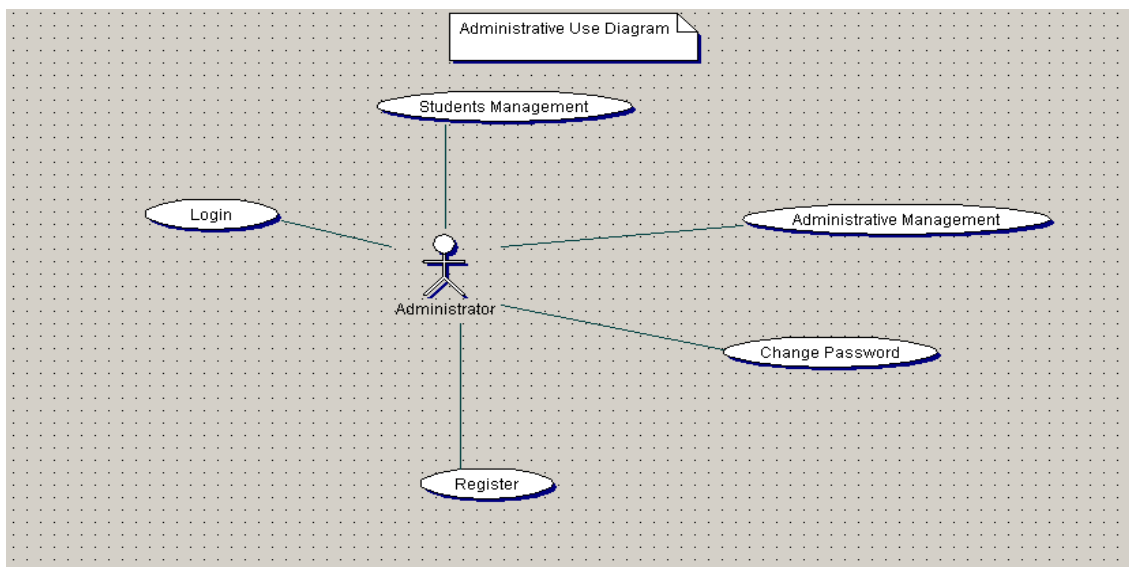 Administrative Use Diagram
Students Management
Login
Administrative Management
Administrator
Change Password
Register